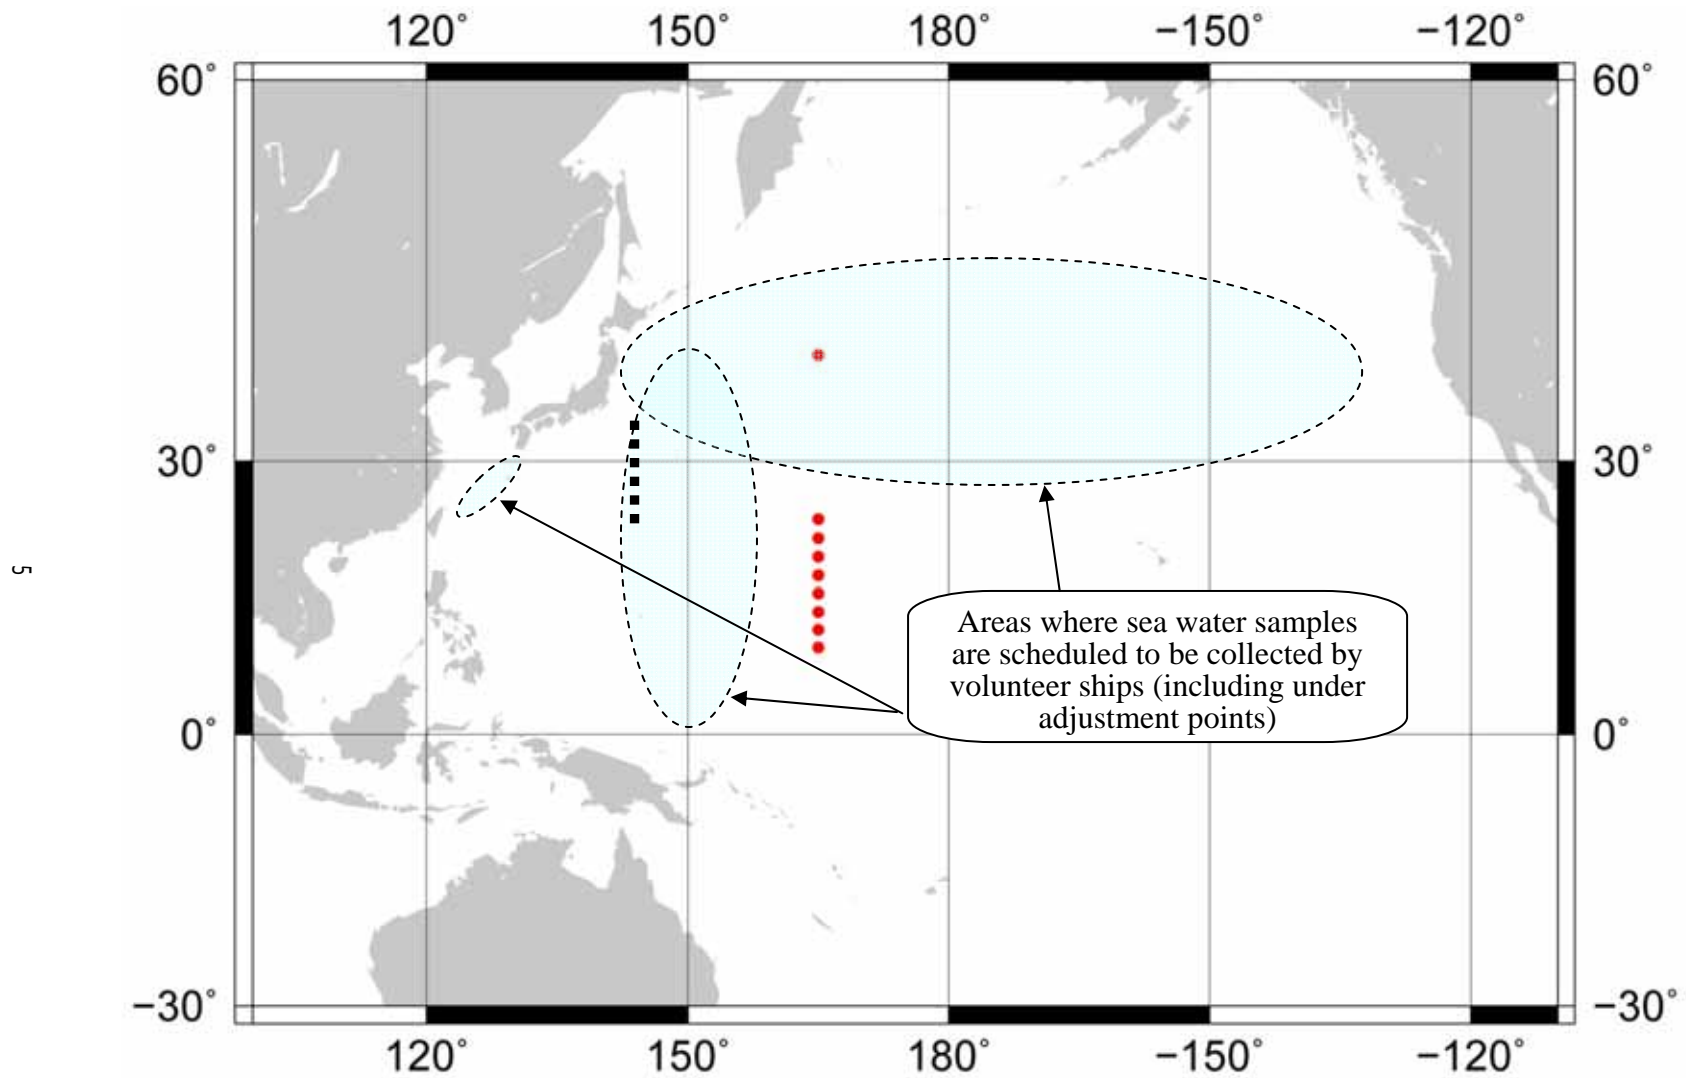 120° 150° 180° −150° −120°
60° 60°
30° 30°
5
Areas where sea water samples
are scheduled to be collected by
volunteer ships (including under
adjustment points)
0° 0°
−30° −30°
120° 150° 180° −150° −120°